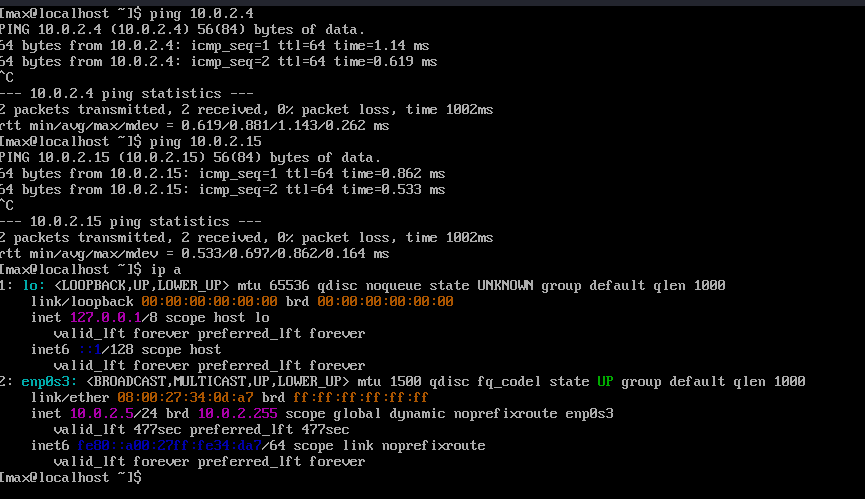 [max@localhost ~]$ ping 10.0.2.4
PING 10.0.2.4 (10.0.2.4) 56(84) bytes of data.
64 bytes from 10.0.2.4: icmp_seq=1 ttl=64 time=1.14 ms
64 bytes from 10.0.2.4: icmp_seq=2 ttl=64 time=0.619 ms
^C
--- 10.0.2.4 ping statistics ---
2 packets transmitted, 2 received, 0% packet loss, time 1002ms
rtt min/avg/max/mdev = 0.619/0.881/1.143/0.262 ms
[max@localhost ~]$ ping 10.0.2.15
PING 10.0.2.15 (10.0.2.15) 56(84) bytes of data.
64 bytes from 10.0.2.15: icmp_seq=1 ttl=64 time=0.862 ms
64 bytes from 10.0.2.15: icmp_seq=2 ttl=64 time=0.533 ms
^C
--- 10.0.2.15 ping statistics ---
2 packets transmitted, 2 received, 0% packet loss, time 1002ms
rtt min/avg/max/mdev = 0.533/0.697/0.862/0.164 ms
[max@localhost ~]$ ip a
1: lo: <LOOPBACK,UP,LOWER_UP> mtu 65536 qdisc noqueue state UNKNOWN group default qlen 1000
link/loopback 00:00:00:00:00:00 brd 00:00:00:00:00:00
inet 127.0.0.1/8 scope host lo
valid_lft forever preferred_lft forever
inet6 ::1/128 scope host
valid_lft forever preferred_lft forever
2: enp0s3: <BROADCAST,MULTICAST,UP,LOWER_UP> mtu 1500 qdisc fq_codel state UP group default qlen 1000
link/ether 08:00:27:34:0d:a7 brd ff:ff:ff:ff:ff:ff
inet 10.0.2.5/24 brd 10.0.2.255 scope global dynamic noprefixroute enp0s3
valid_lft 477sec preferred_lft 477sec
inet6 fe80::a00:27ff:fe34:da7/64 scope link noprefixroute
valid_lft forever preferred_lft forever
[max@localhost ~]$